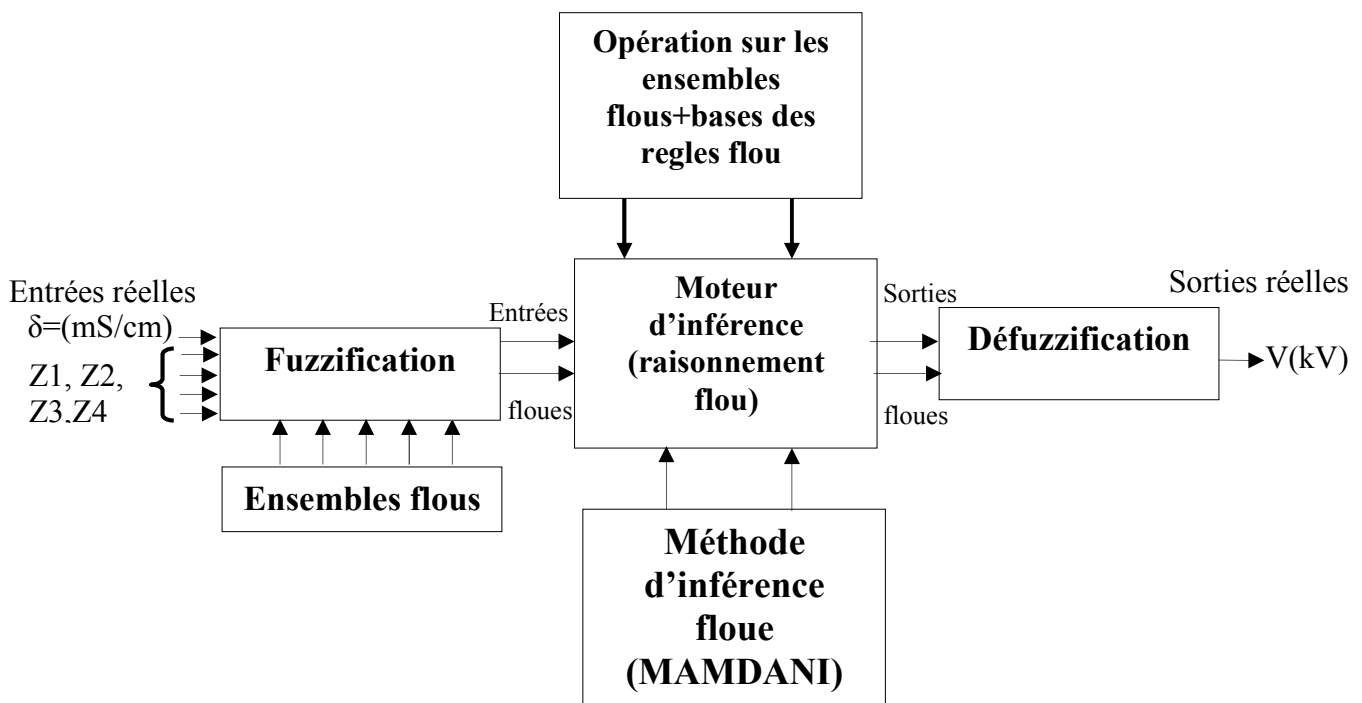 Opération sur les
ensembles
flous+bases des
regles flou
Entrées réelles
δ=(mS/cm)
Z1, Z2,
Z3,Z4
Fuzzification
Ensembles flous
Entrées
floues
Moteur
d’inférence
(raisonnement
flou)
Méthode
d’inférence
floue
(MAMDANI)
Sorties
floues
Défuzzification
Sorties réelles
V(kV)